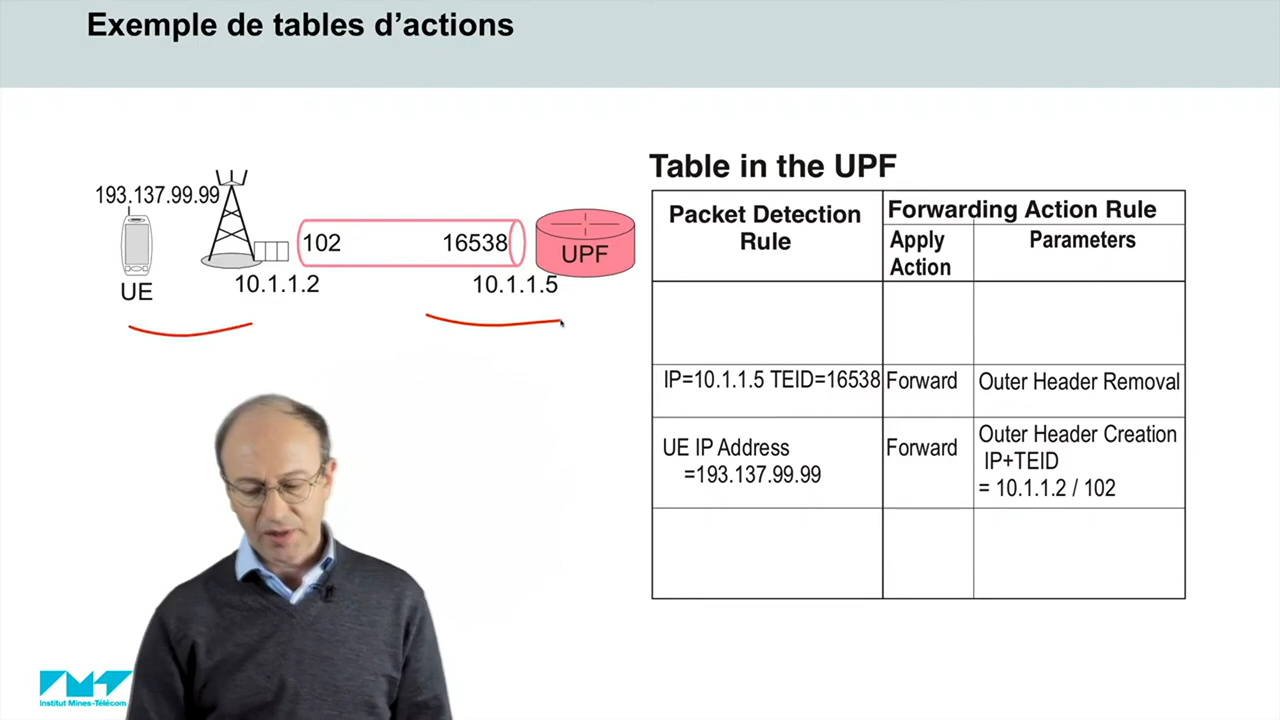 Exemple de tables d'actions
193.137.99.99
102
16538
UPF
10.1.1.2
10.1.1.5
UE
Table in the UPF
Packet Detection
Rule
Forwarding Action Rule
Apply
Action
Parameters
IP=10.1.1.5 TEID=16538
Forward
Outer Header Removal
UE IP Address
=193.137.99.99
Forward
Outer Header Creation
IP+TEID
= 10.1.1.2 / 102
Institut Mines-Télécom